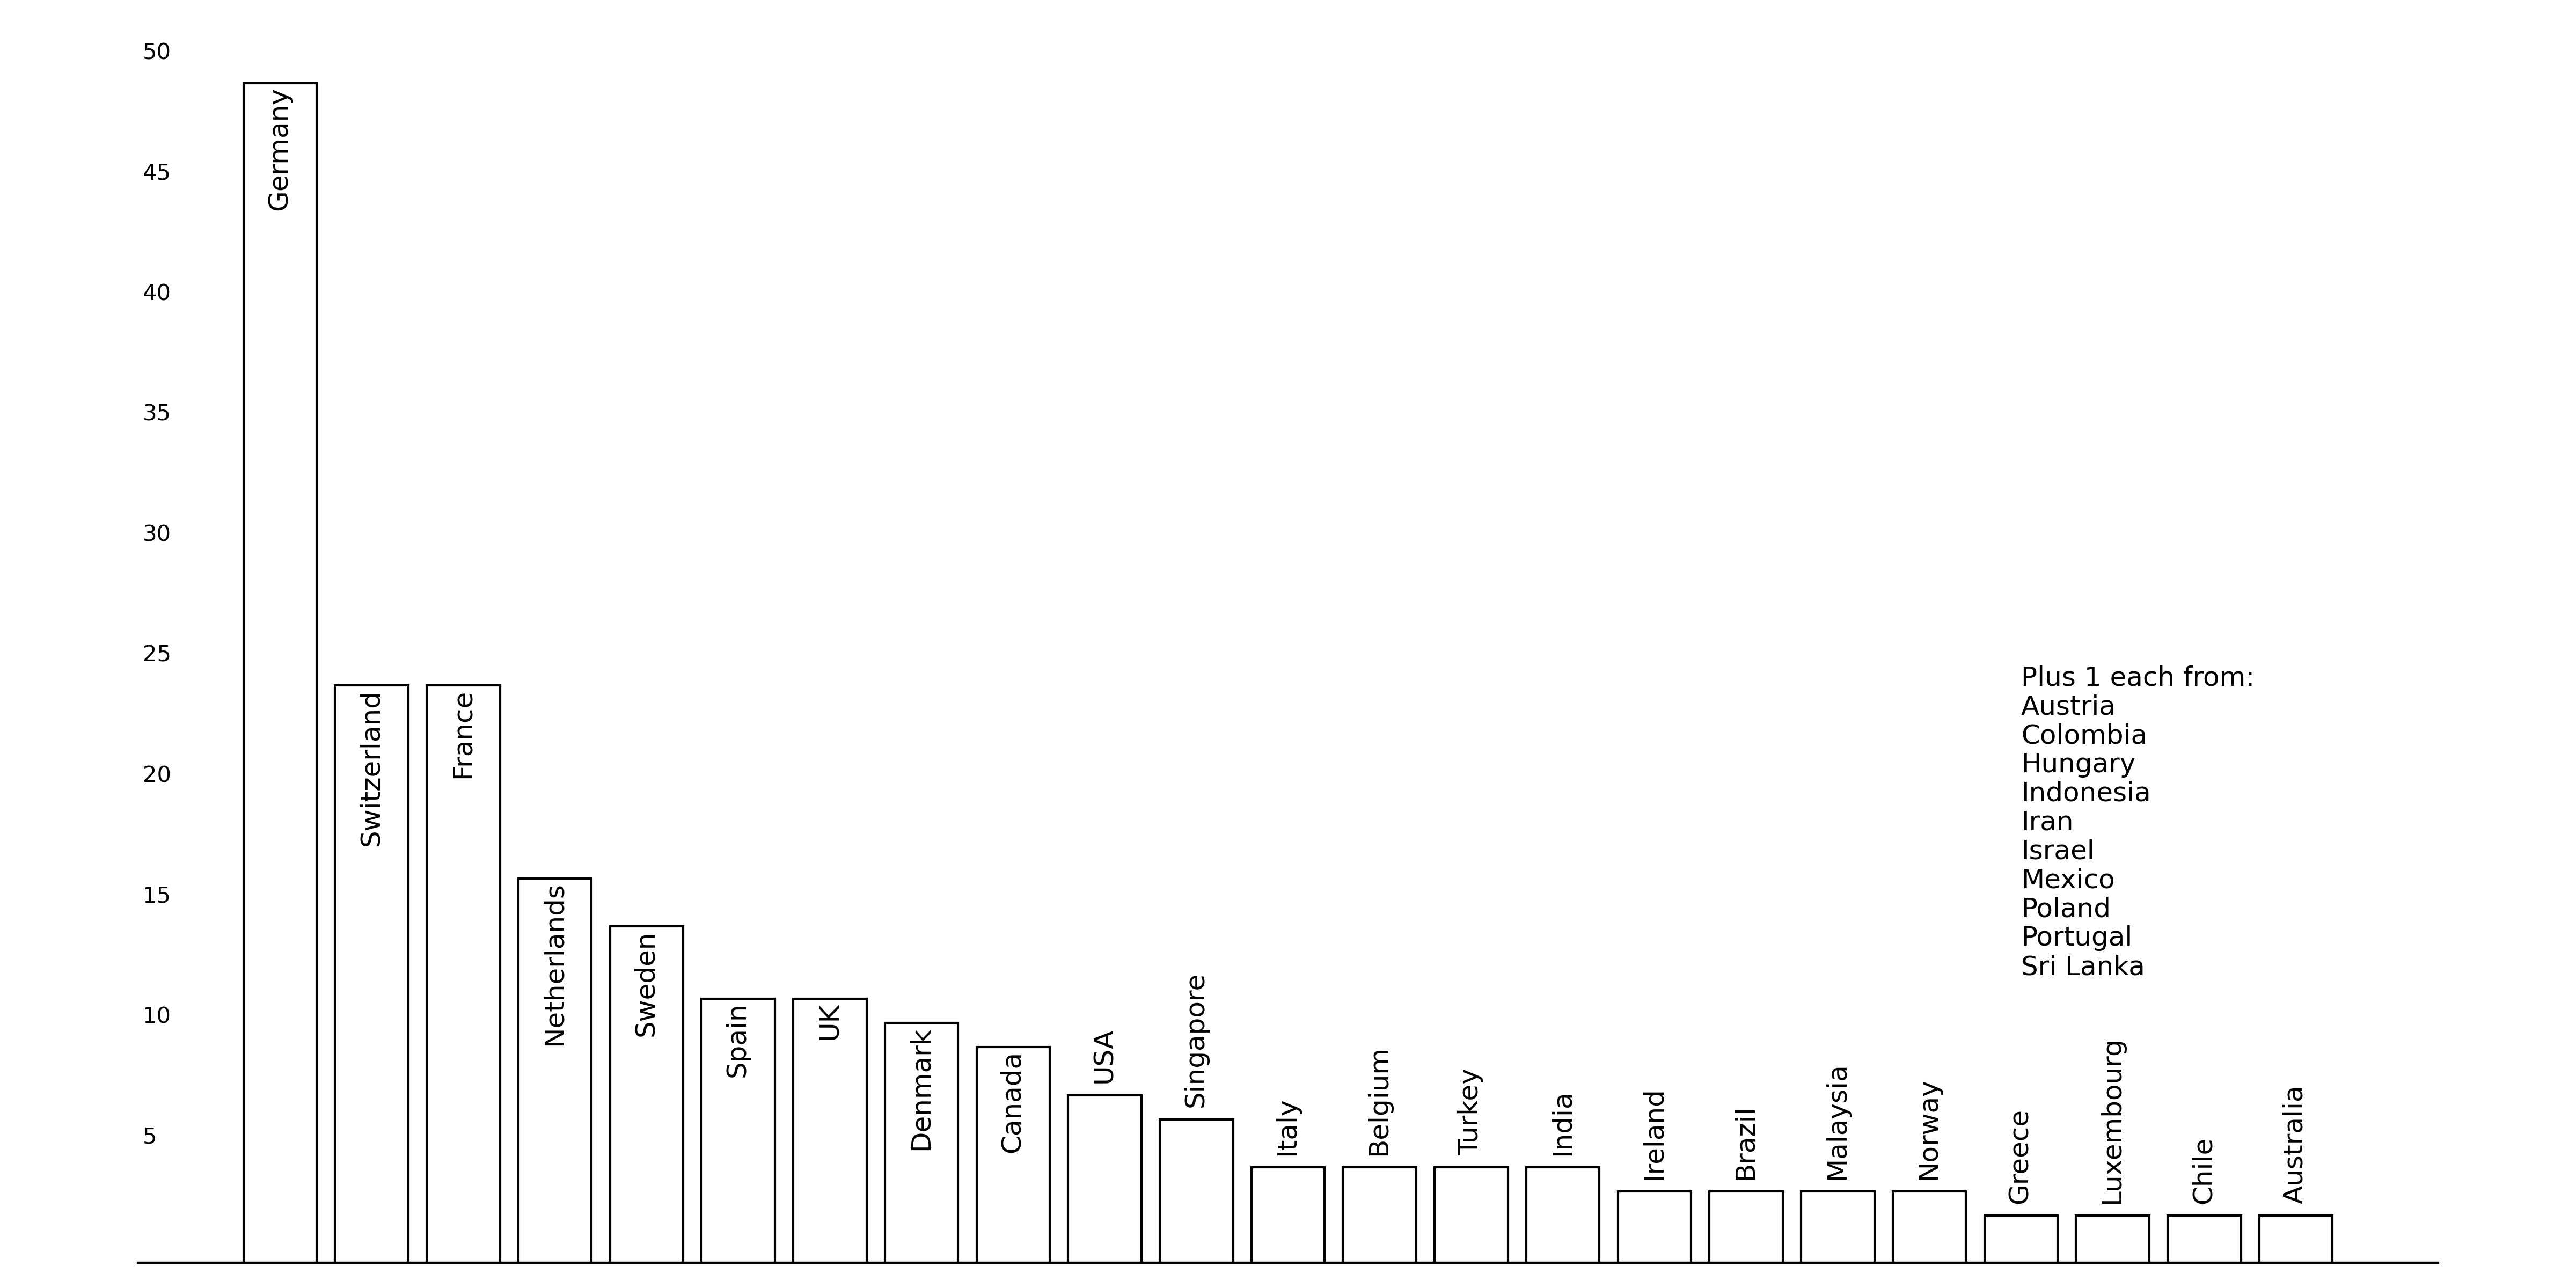 50
45
40
35
30
25
20
15
10
5
Germany
Switzerland
France
Netherlands
Sweden
Spain
UK
Denmark
Canada
USA
Singapore
Italy
Belgium
Turkey
India
Ireland
Brazil
Malaysia
Norway
Greece
Luxembourg
Chile
Australia
Plus 1 each from:
Austria
Colombia
Hungary
Indonesia
Iran
Israel
Mexico
Poland
Portugal
Sri Lanka